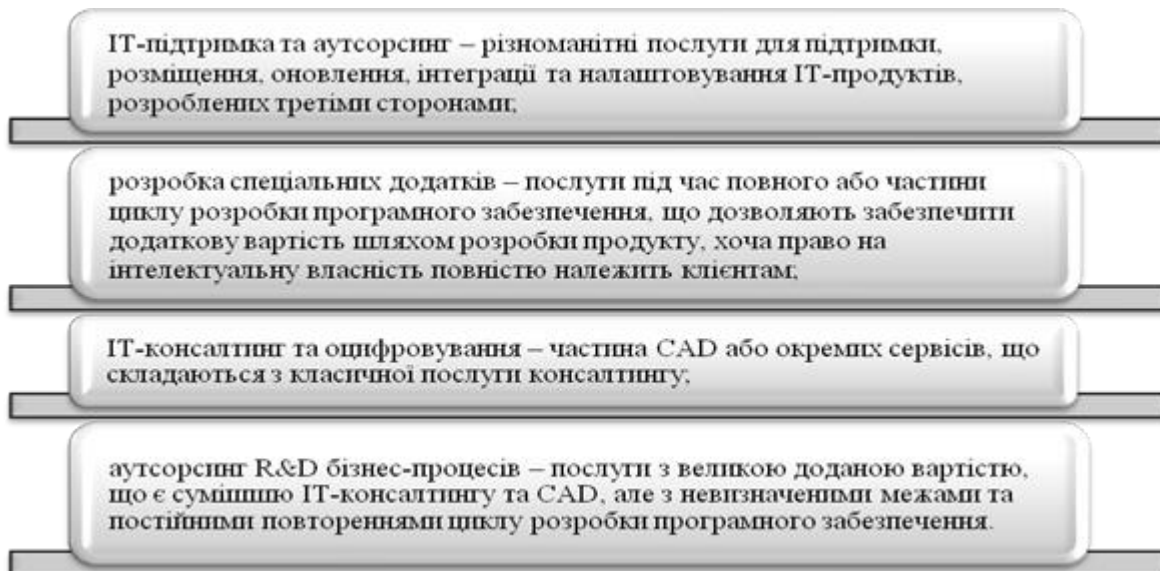 ІТ-підтримка та аутсорсинг – різноманітні послуги для підтримки,
розміщення, оновлення, інтеграції та налаштовування ІТ-продуктів,
розроблених третіми сторонами;
розробка спеціальних додатків – послуги під час повного або частини
циклу розробки програмного забезпечення, що дозволяють забезпечити
додаткову вартість шляхом розробки продукту, хоча право на
інтелектуальну власність повністю належить клієнтам;
ІТ-консалтинг та оцифровування – частина CAD або окремих сервісів, що
складаються з класичної послуги консалтингу;
аутсорсинг R&D бізнес-процесів – послуги з великою доданою вартістю,
що є сумішшю ІТ-консалтингу та CAD, але з невизначеними межами та
постійними повтореннями циклу розробки програмного забезпечення.